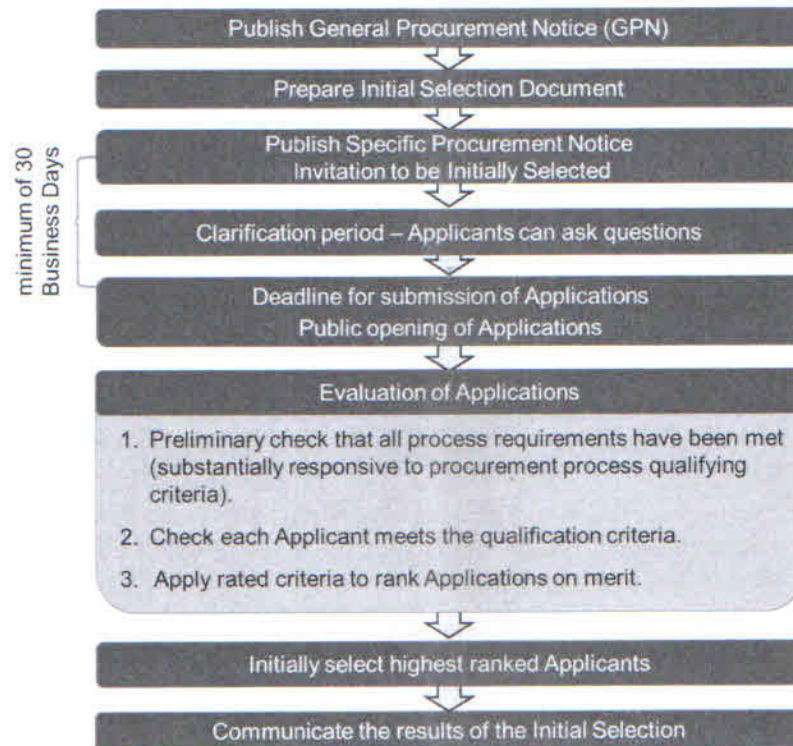 Publish General Procurement Notice (GPN)
Prepare Initial Selection Document
Publish Specific Procurement Notice
Invitation to be Initially Selected
minimum of 30
Business Days
Clarification period – Applicants can ask questions
Deadline for submission of Applications
Public opening of Applications
Evaluation of Applications
1. Preliminary check that all process requirements have been met
(substantially responsive to procurement process qualifying
criteria).
2. Check each Applicant meets the qualification criteria.
3. Apply rated criteria to rank Applications on merit.
Initially select highest ranked Applicants
Communicate the results of the Initial Selection